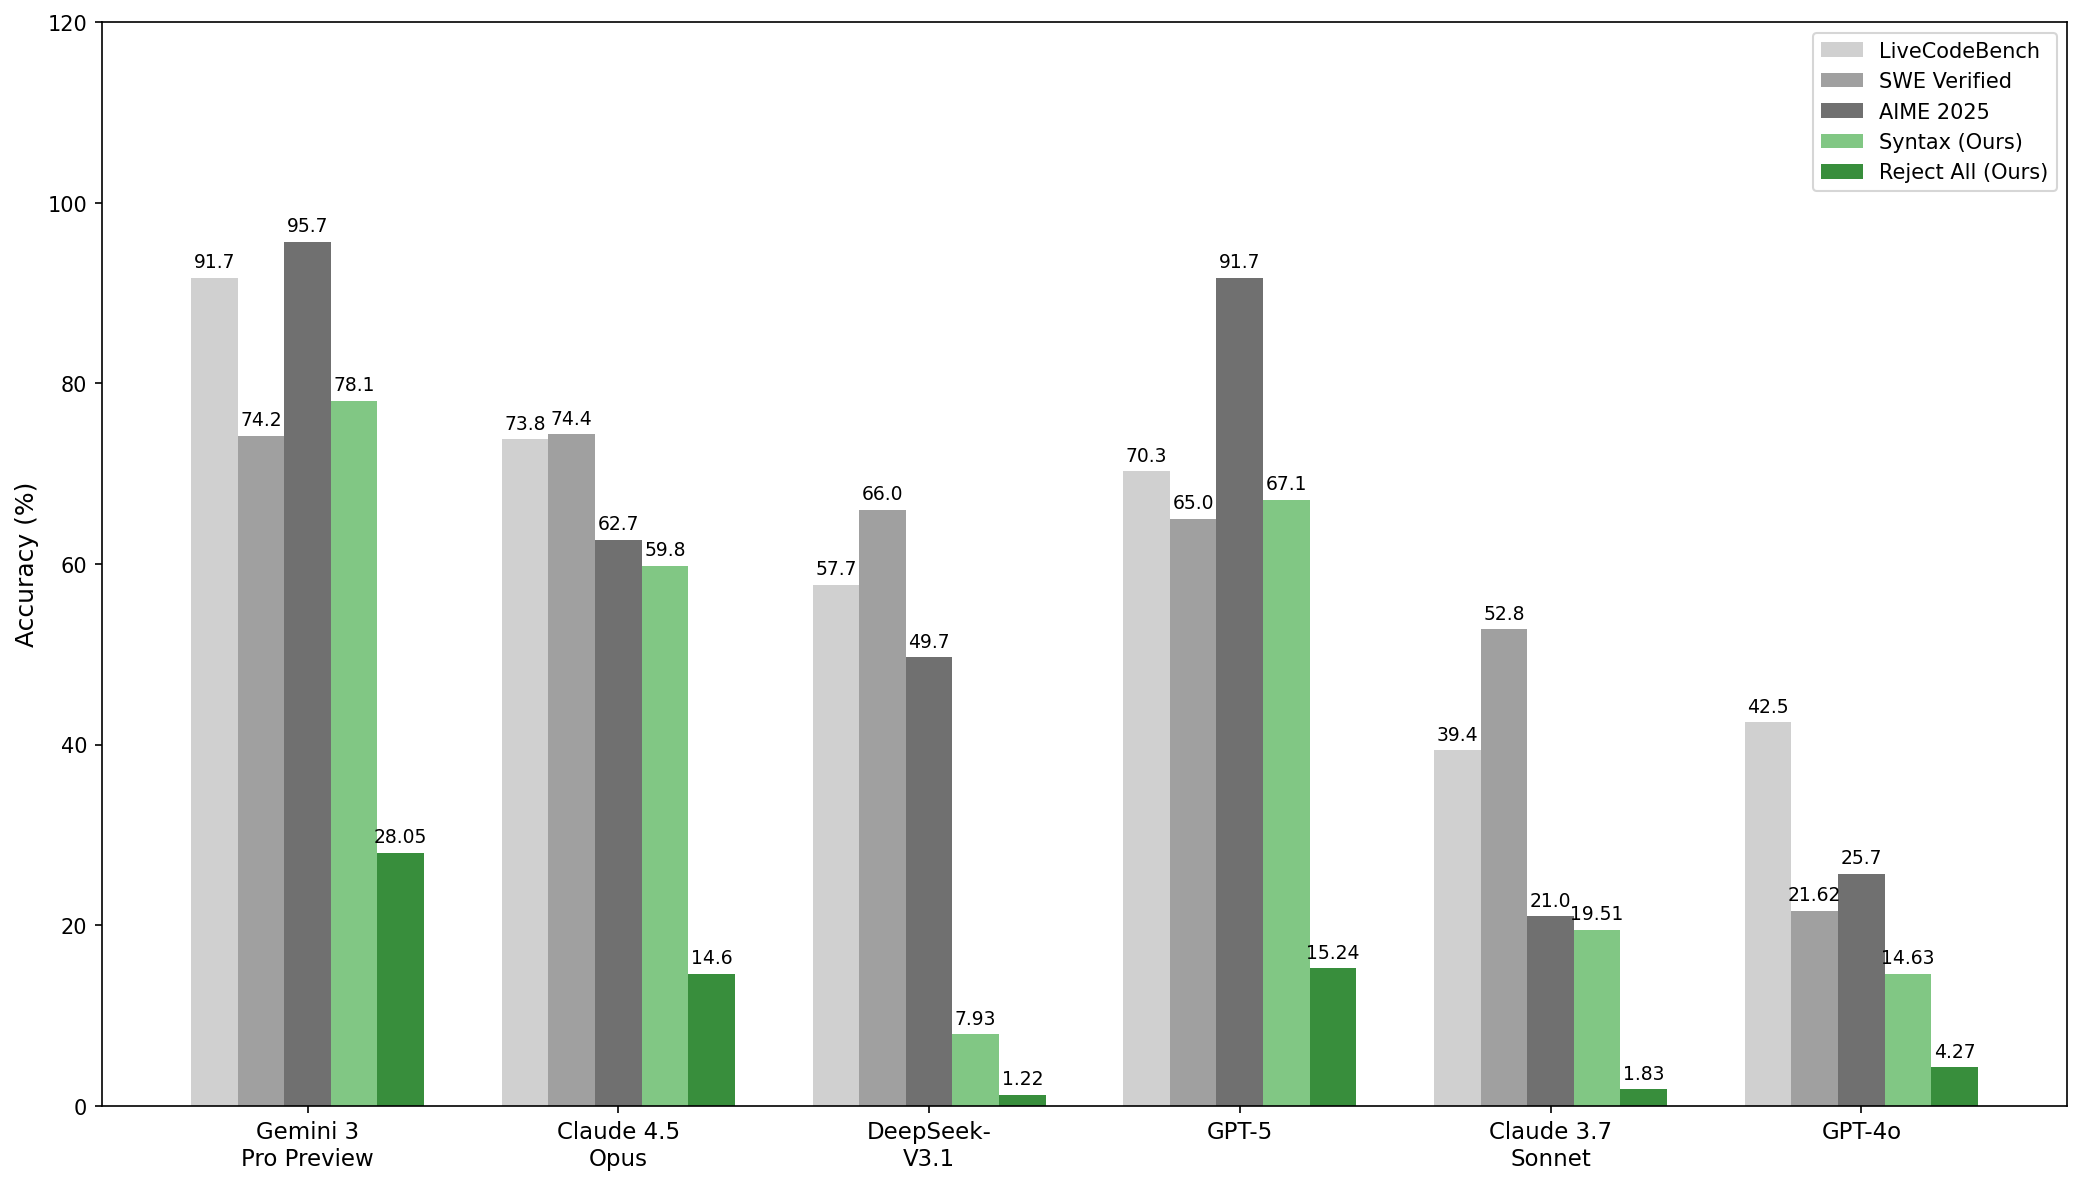 120
100
80
60
40
20
0
Accuracy (%)
LiveCodeBench
SWE Verified
AIME 2025
Syntax (Ours)
Reject All (Ours)
91.7
74.2
95.7
78.1
28.05
73.8
74.4
62.7
59.8
14.6
57.7
66.0
49.7
7.93
1.22
70.3
65.0
91.7
67.1
15.24
39.4
52.8
21.0
19.51
1.83
42.5
21.62
25.7
14.63
4.27
Gemini 3
Pro Preview
Claude 4.5
Opus
DeepSeek-
V3.1
GPT-5
Claude 3.7
Sonnet
GPT-4o